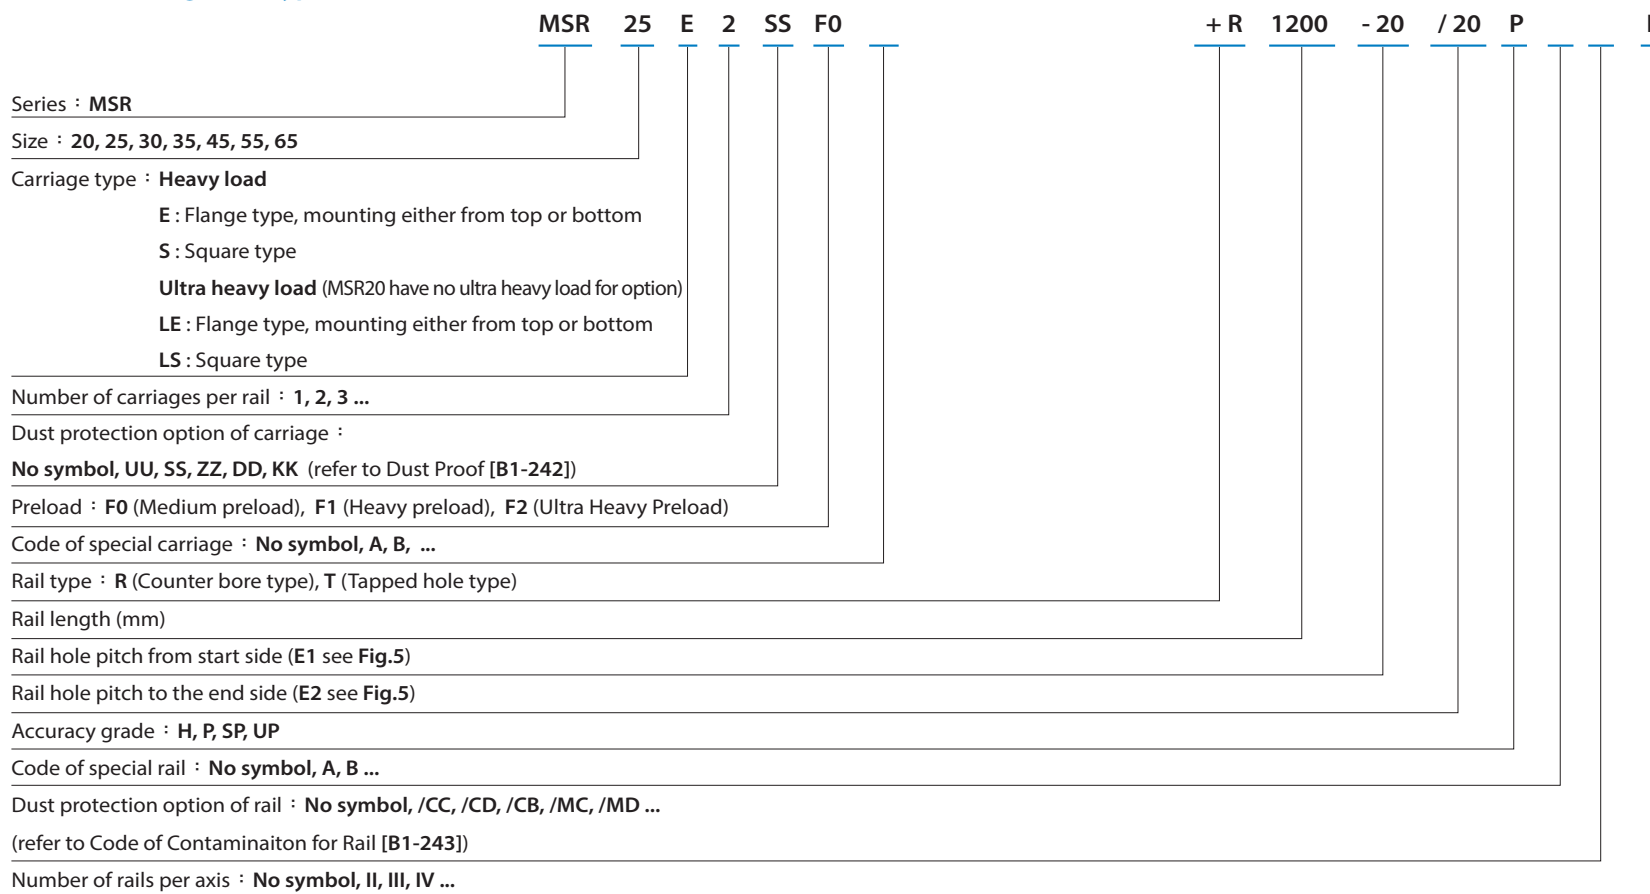 MSR 25 E 2 SS F0 + R 1200 - 20 / 20 P
Series : MSR
Size : 20, 25, 30, 35, 45, 55, 65
Carriage type : Heavy load
E : Flange type, mounting either from top or bottom
S : Square type
Ultra heavy load (MSR20 have no ultra heavy load for option)
LE : Flange type, mounting either from top or bottom
LS : Square type
Number of carriages per rail : 1, 2, 3 ...
Dust protection option of carriage :
No symbol, UU, SS, ZZ, DD, KK (refer to Dust Proof [B1-242])
Preload : F0 (Medium preload), F1 (Heavy preload), F2 (Ultra Heavy Preload)
Code of special carriage : No symbol, A, B, ...
Rail type : R (Counter bore type), T (Tapped hole type)
Rail length (mm)
Rail hole pitch from start side (E1 see Fig.5)
Rail hole pitch to the end side (E2 see Fig.5)
Accuracy grade : H, P, SP, UP
Code of special rail : No symbol, A, B ...
Dust protection option of rail : No symbol, /CC, /CD, /CB, /MC, /MD ...
(refer to Code of Contaminaiton for Rail [B1-243])
Number of rails per axis : No symbol, II, III, IV ...